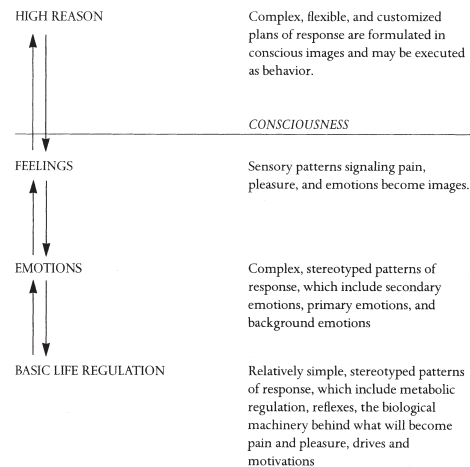 HIGH REASON
Complex, flexible, and customized
plans of response are formulated in
conscious images and may be executed
as behavior.
CONSCIOUSNESS
FEELINGS
Sensory patterns signaling pain,
pleasure, and emotions become images.
EMOTIONS
Complex, stereotyped patterns of
response, which include secondary
emotions, primary emotions, and
background emotions
BASIC LIFE REGULATION
Relatively simple, stereotyped patterns
of response, which include metabolic
regulation, reflexes, the biological
machinery behind what will become
pain and pleasure, drives and
motivations